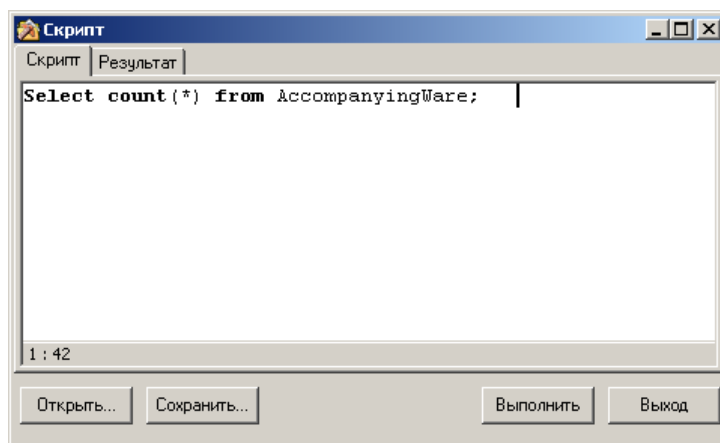 Скрипт
Скрипт Результат
Select count(*) from AccompanyingWare;
1 : 42
Открыть... Сохранить... Выполнить Выход